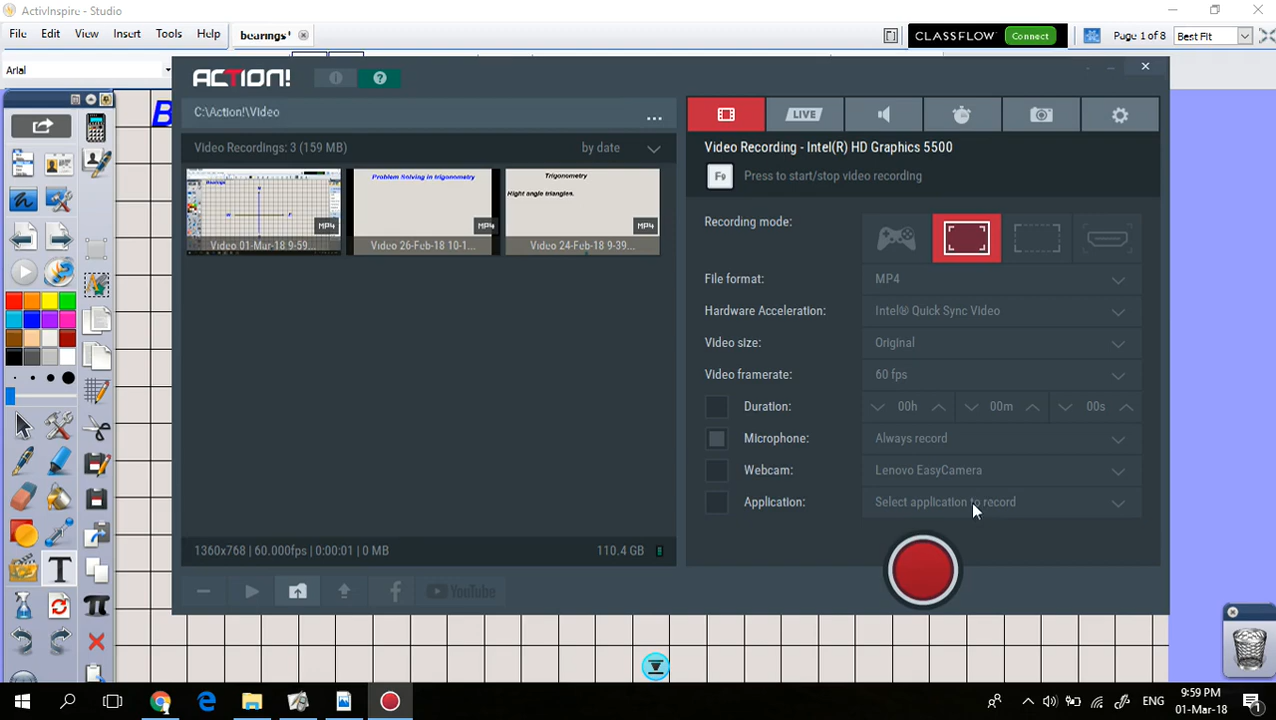 ActivInspire - Studio
File Edit View Insert Tools Help
bearings*
CLASSFLOW Connect
Page 1 of 8
Best Fit
Arial
B
ACTION!
C:\Action!\Video
...
Video Recordings: 3 (159 MB)
by date
MP4
Video 01-Mar-18 9-59...
Problem Solving in trigonometry
MP4
Video 26-Feb-18 10-1...
Trigonometry
Right angle triangles.
MP4
Video 24-Feb-18 9-39...
1360x768 | 60.000fps | 0:00:01 | 0 MB
110.4 GB
YouTube
LIVE
Video Recording - Intel(R) HD Graphics 5500
F9 Press to start/stop video recording
Recording mode:
File format: MP4
Hardware Acceleration: Intel® Quick Sync Video
Video size: Original
Video framerate: 60 fps
Duration: 00h 00m 00s
Microphone: Always record
Webcam: Lenovo EasyCamera
Application: Select application to record
ENG
9:59 PM
01-Mar-18
1